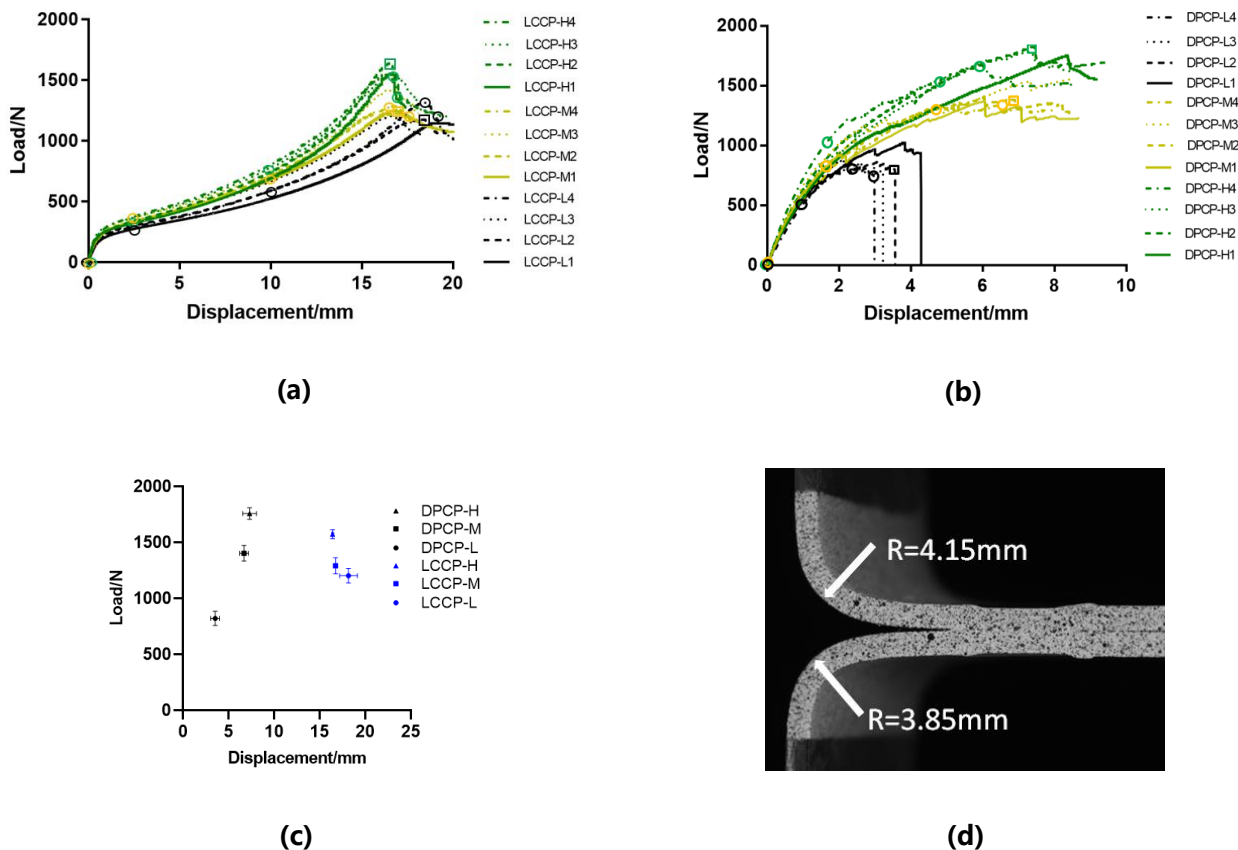 2000
1500
1000
500
0
Load/N
0
5
10
15
20
Displacement/mm
LCCP-H4
LCCP-H3
LCCP-H2
LCCP-H1
LCCP-M4
LCCP-M3
LCCP-M2
LCCP-M1
LCCP-L4
LCCP-L3
LCCP-L2
LCCP-L1
(a)
2000
1500
1000
500
0
Load/N
0
2
4
6
8
10
Displacement/mm
DPCP-L4
DPCP-L3
DPCP-L2
DPCP-L1
DPCP-M4
DPCP-M3
DPCP-M2
DPCP-M1
DPCP-H4
DPCP-H3
DPCP-H2
DPCP-H1
(b)
2000
1500
1000
500
0
Load/N
0
5
10
15
20
25
Displacement/mm
DPCP-H
DPCP-M
DPCP-L
LCCP-H
LCCP-M
LCCP-L
(c)
R=4.15mm
R=3.85mm
(d)